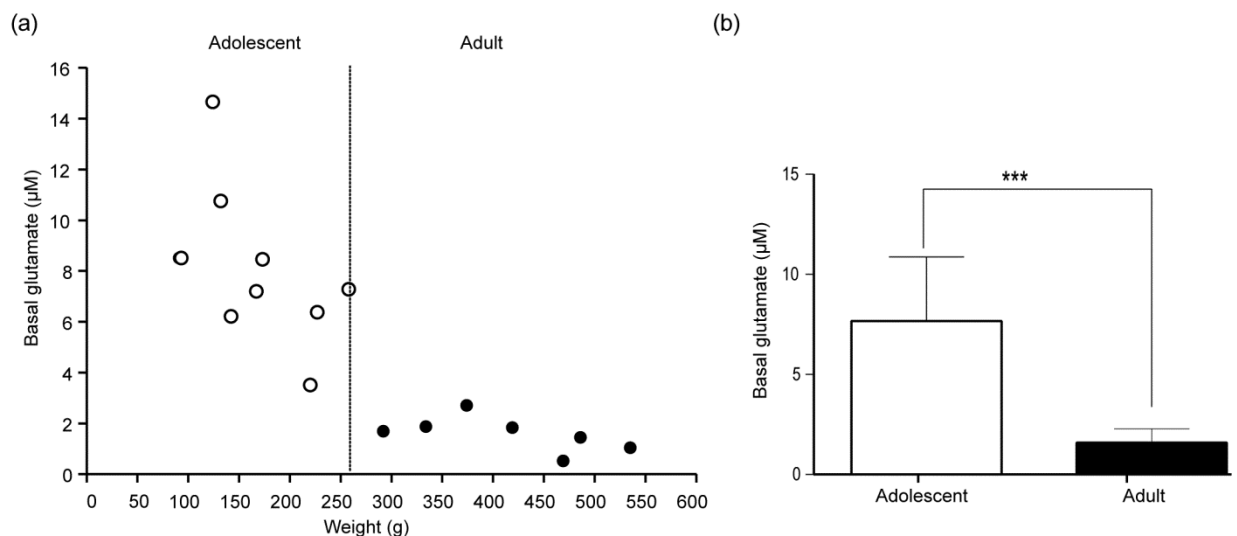 (a)
Adolescent
Adult
16
14
12
10
8
6
4
2
0
Basal glutamate (µM)
0 50 100 150 200 250 300 350 400 450 500 550 600
Weight (g)
(b)
15
10
5
0
Basal glutamate (µM)
***
Adolescent
Adult